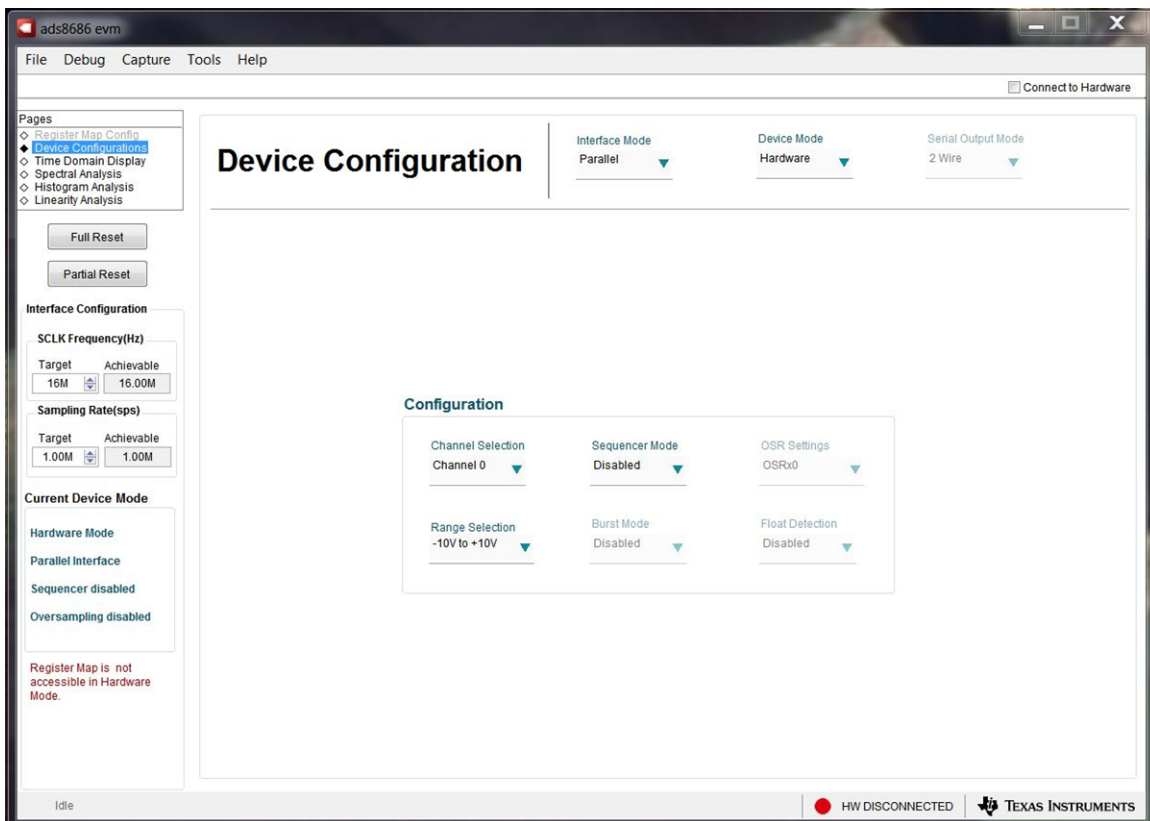 ads8686 evm
File Debug Capture Tools Help
Connect to Hardware
Pages
Register Map Config
Device Configurations
Time Domain Display
Spectral Analysis
Histogram Analysis
Linearity Analysis
Full Reset
Partial Reset
Interface Configuration
SCLK Frequency(Hz)
Target Achievable
16M 16.00M
Sampling Rate(sps)
Target Achievable
1.00M 1.00M
Current Device Mode
Hardware Mode
Parallel Interface
Sequencer disabled
Oversampling disabled
Register Map is not
accessible in Hardware
Mode.
Device Configuration
Interface Mode Device Mode Serial Output Mode
Parallel Hardware 2 Wire
Configuration
Channel Selection Sequencer Mode OSR Settings
Channel 0 Disabled OSRx0
Range Selection Burst Mode Float Detection
-10V to +10V Disabled Disabled
Idle
HW DISCONNECTED
TEXAS INSTRUMENTS